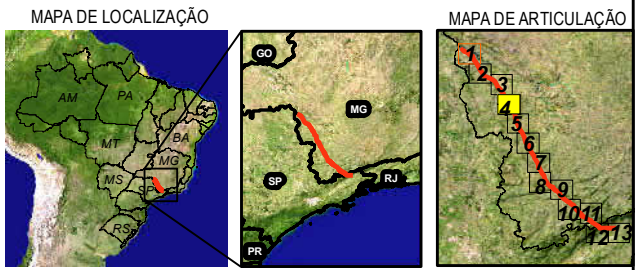 MAPA DE LOCALIZAÇÃO
AM
PA
MT
BA
MG
MS
SP
RS
GO
MG
SP
RJ
PR
MAPA DE ARTICULAÇÃO
1
2
3
4
5
6
7
8
9
10
11
12
13